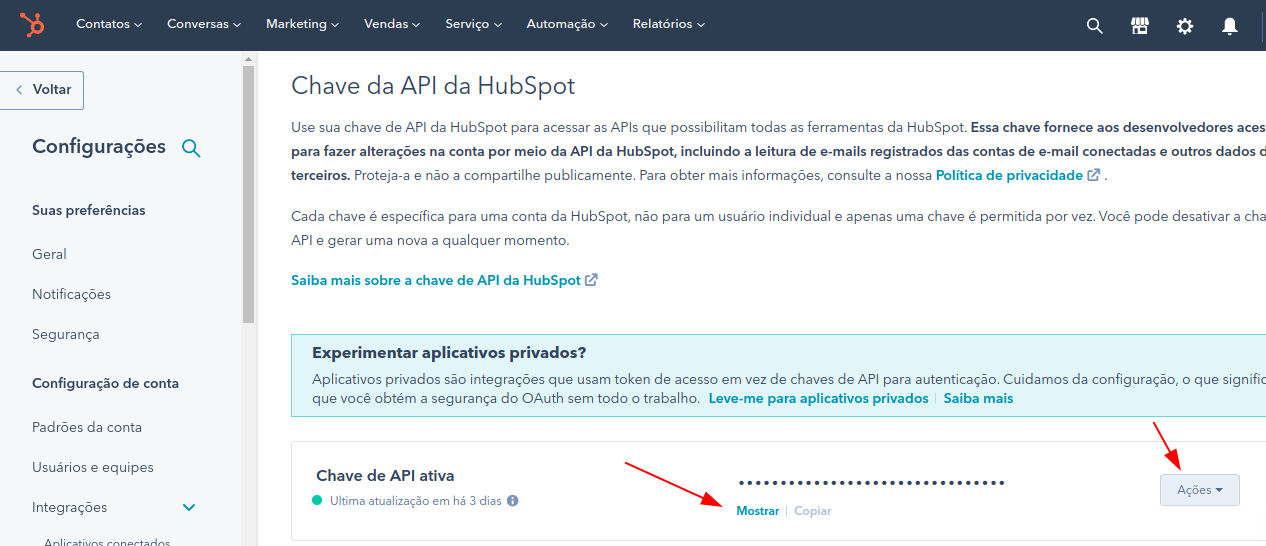 Contatos Conversas Marketing Vendas Serviço Automação Relatórios
Voltar
Configurações
Suas preferências
Geral
Notificações
Segurança
Configuração de conta
Padrões da conta
Usuários e equipes
Integrações
Aplicativos conectados
Chave da API da HubSpot
Use sua chave de API da HubSpot para acessar as APIs que possibilitam todas as ferramentas da HubSpot. Essa chave fornece aos desenvolvedores aces
para fazer alterações na conta por meio da API da HubSpot, incluindo a leitura de e-mails registrados das contas de e-mail conectadas e outros dados d
terceiros. Proteja-a e não a compartilhe publicamente. Para obter mais informações, consulte a nossa Política de privacidade .
Cada chave é específica para uma conta da HubSpot, não para um usuário individual e apenas uma chave é permitida por vez. Você pode desativar a cha
API e gerar uma nova a qualquer momento.
Saiba mais sobre a chave de API da HubSpot
Experimentar aplicativos privados?
Aplicativos privados são integrações que usam token de acesso em vez de chaves de API para autenticação. Cuidamos da configuração, o que signific
que você obtém a segurança do OAuth sem todo o trabalho. Leve-me para aplicativos privados | Saiba mais
Chave de API ativa
Ultima atualização em há 3 dias
Mostrar | Copiar
Ações